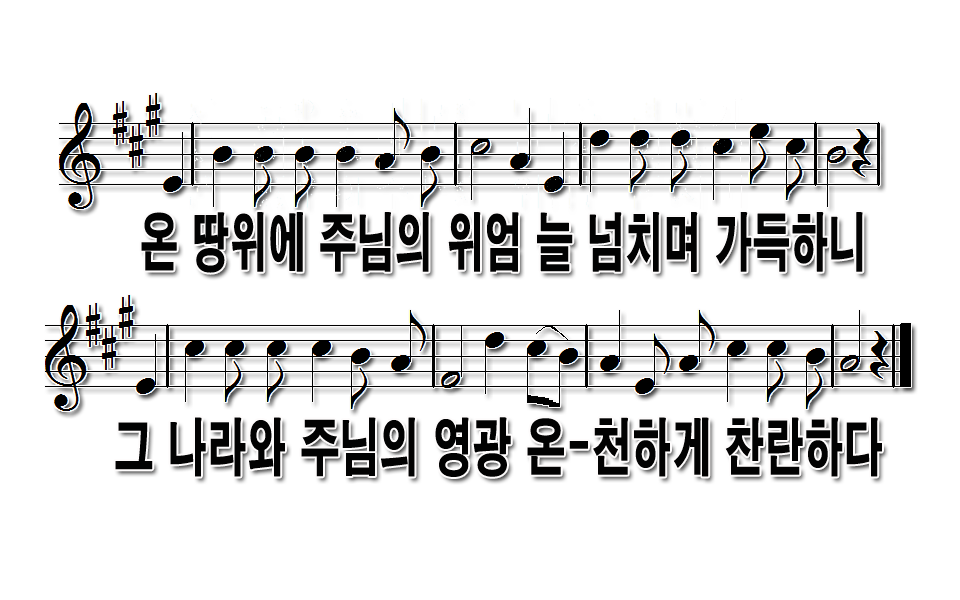 온 땅위에 주님의 위엄 늘 넘치며 가득하니
그 나라와 주님의 영광 온-천하게 찬란하다